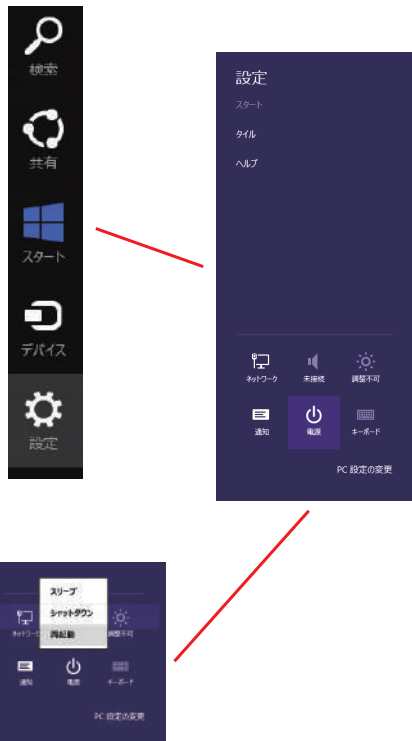 検索
共有
スタート
デバイス
設定
設定
スタート
タイル
ヘルプ
ネットワーク
未接続
調整不可
通知
電源
キーボード
PC 設定の変更
スリープ
シャットダウン
再起動
ネットワーク
調整不可
通知
電源
キーボード
PC 設定の変更